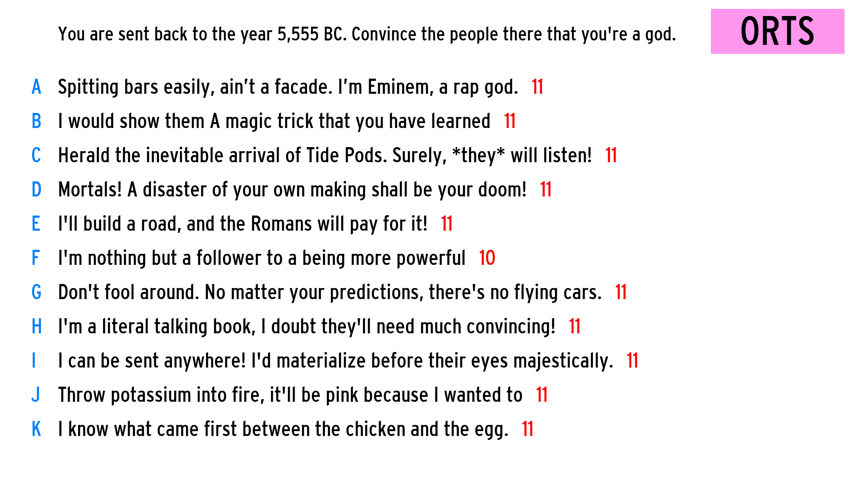 You are sent back to the year 5,555 BC. Convince the people there that you're a god.
ORTS
A Spitting bars easily, ain’t a facade. I’m Eminem, a rap god. 11
B I would show them A magic trick that you have learned 11
C Herald the inevitable arrival of Tide Pods. Surely, *they* will listen! 11
D Mortals! A disaster of your own making shall be your doom! 11
E I'll build a road, and the Romans will pay for it! 11
F I'm nothing but a follower to a being more powerful 10
G Don't fool around. No matter your predictions, there's no flying cars. 11
H I'm a literal talking book, I doubt they'll need much convincing! 11
I I can be sent anywhere! I'd materialize before their eyes majestically. 11
J Throw potassium into fire, it'll be pink because I wanted to 11
K I know what came first between the chicken and the egg. 11